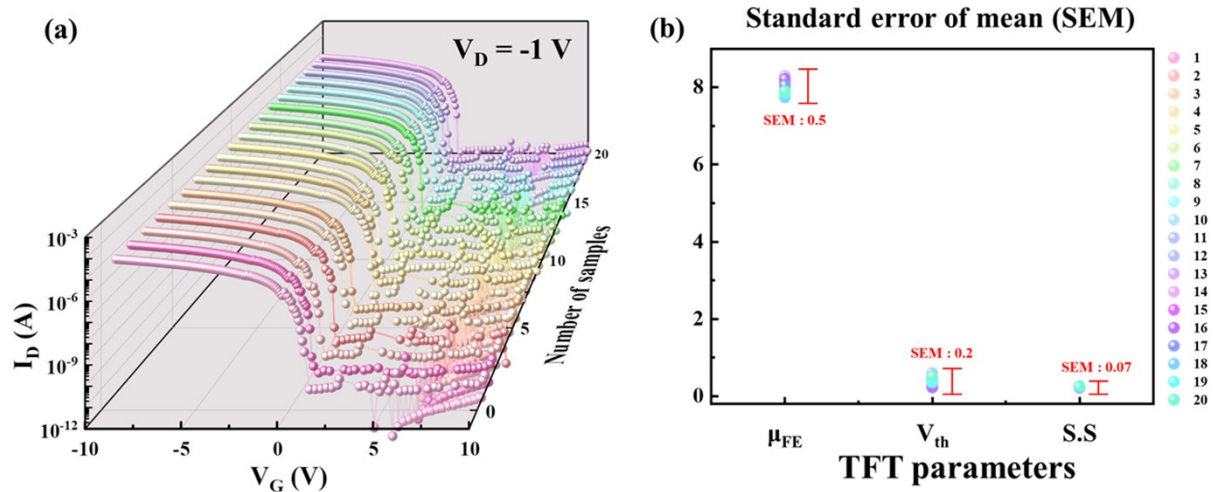 (a)
V_D = -1 V
10^-3
10^-6
10^-9
10^-12
I_D (A)
-10
-5
0
5
10
V_G (V)
0
5
10
15
20
Number of samples
(b)
Standard error of mean (SEM)
8
6
4
2
0
SEM : 0.5
SEM : 0.2
SEM : 0.07
μ_FE
V_th
S.S
TFT parameters
1
2
3
4
5
6
7
8
9
10
11
12
13
14
15
16
17
18
19
20